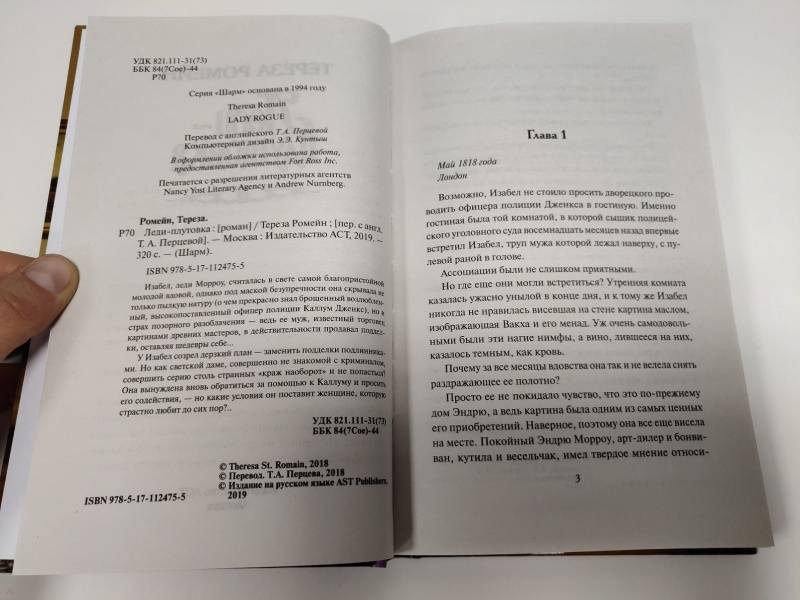 УДК 821.111-31(73)
ББК 84(7Сое)-44
Р70
Серия «Шарм» основана в 1994 году
Theresa Romain
LADY ROGUE
Перевод с английского Т.А. Перцевой
Компьютерный дизайн Э.Э. Кунтыш
В оформлении обложки использована работа,
предоставленная агентством Fort Ross Inc.
Печатается с разрешения литературных агентств
Nancy Yost Literary Agency и Andrew Nurnberg.
Ромейн, Тереза.
Р70 Леди-плутовка : [роман] / Тереза Ромейн ; [пер. с англ.
Т. А. Перцевой]. — Москва : Издательство АСТ, 2019. —
320 с. — (Шарм).
ISBN 978-5-17-112475-5
Изабел, леди Морроу, считалась в свете самой благопристойной
молодой вдовой, однако под маской безупречности она скрывала не
только пылкую натуру (о чем прекрасно знал брошенный возлюблен-
ный, высокопоставленный офицер полиции Каллум Дженкс), но и
страх позорного разоблачения — ведь ее муж, известный торговец
картинами древних мастеров, в действительности продавал поддел-
ки, оставляя шедевры себе...
У Изабел созрел дерзкий план — заменить подделки подлинника-
ми. Но как светской даме, совершенно не знакомой с криминалом,
совершить серию столь странных «краж наоборот» и не попасться?
Она вынуждена вновь обратиться за помощью к Каллуму и просить
его содействия, — но какие условия он поставит женщине, которую
страстно любит до сих пор?..
УДК 821.111-31(73)
ББК 84(7Сое)-44
© Theresa St. Romain, 2018
© Перевод. Т.А. Перцева, 2018
© Издание на русском языке AST Publishers,
2019
ISBN 978-5-17-112475-5
Глава 1
Май 1818 года
Лондон
Возможно, Изабел не стоило просить дворецкого про-
водить офицера полиции Дженкса в гостиную. Именно
гостиная была той комнатой, в которой сыщик полицей-
ского уголовного суда восемнадцать месяцев назад впервые
встретил Изабел, труп мужа которой лежал наверху, с пу-
левой раной в голове.
Ассоциации были не слишком приятными.
Но где еще они могли встретиться? Утренняя комната
казалась ужасно унылой в конце дня, и к тому же Изабел
никогда не нравилась висевшая на стене картина маслом,
изображающая Вакха и его менад. Уж очень самодоволь-
ными были эти нагие нимфы, а вино, лившееся на них,
казалось темным, как кровь.
Почему за все месяцы вдовства она так и не велела снять
раздражающее ее полотно?
Просто ее не покидало чувство, что это по-прежнему
дом Эндрю, а ведь картина была одним из самых ценных
его приобретений. Наверное, поэтому она все еще висела
на месте. Покойный Эндрю Морроу, арт-дилер и бонви-
ван, кутила и весельчак, имел твердое мнение относи-
3